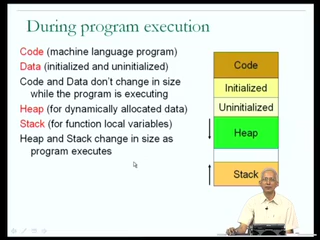 During program execution
Code (machine language program)
Data (initialized and uninitialized)
Code and Data don't change in size
while the program is executing
Heap (for dynamically allocated data)
Stack (for function local variables)
Heap and Stack change in size as
program executes
Code
Initialized
Uninitialized
Heap
Stack